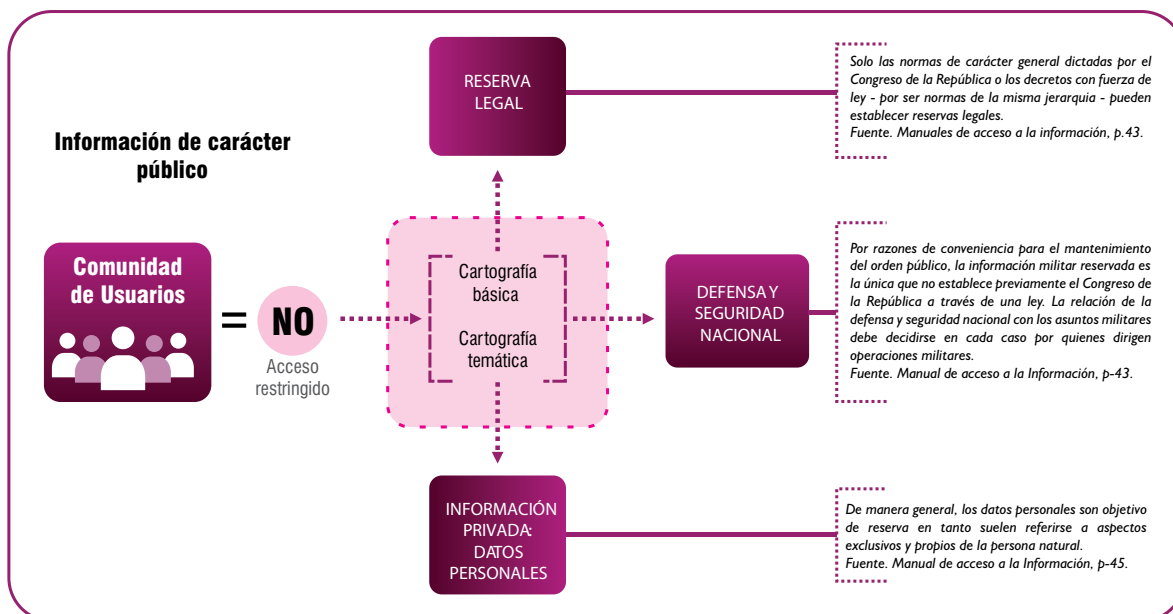 Información de carácter
público
Comunidad
de Usuarios
=
NO
Acceso
restringido
Cartografía
básica
Cartografía
temática
RESERVA
LEGAL
Solo las normas de carácter general dictadas por el
Congreso de la República o los decretos con fuerza de
ley - por ser normas de la misma jerarquia - pueden
establecer reservas legales.
Fuente. Manuales de acceso a la información, p.43.
DEFENSA Y
SEGURIDAD
NACIONAL
Por razones de conveniencia para el mantenimiento
del orden público, la información militar reservada es
la única que no establece previamente el Congreso de
la República a través de una ley. La relación de la
defensa y seguridad nacional con los asuntos militares
debe decidirse en cada caso por quienes dirigen
operaciones militares.
Fuente. Manual de acceso a la Información, p-43.
INFORMACIÓN
PRIVADA:
DATOS
PERSONALES
De manera general, los datos personales son objetivo
de reserva en tanto suelen referirse a aspectos
exclusivos y propios de la persona natural.
Fuente. Manual de acceso a la Información, p-45.